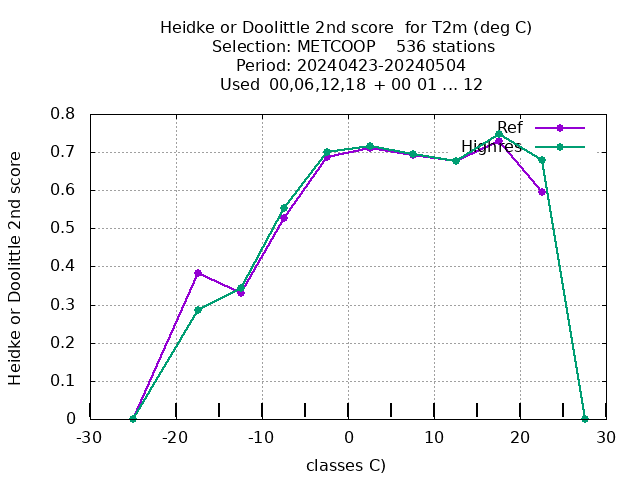 Heidke or Doolittle 2nd score  for T2m (deg C)
Selection: METCOOP    536 stations
Period: 20240423-20240504
Used  00,06,12,18  + 00 01 ... 12
Heidke or Doolittle 2nd score
0.8
0.7
0.6
0.5
0.4
0.3
0.2
0.1
0
Ref
Highres
-30 -20 -10 0 10 20 30
classes C)